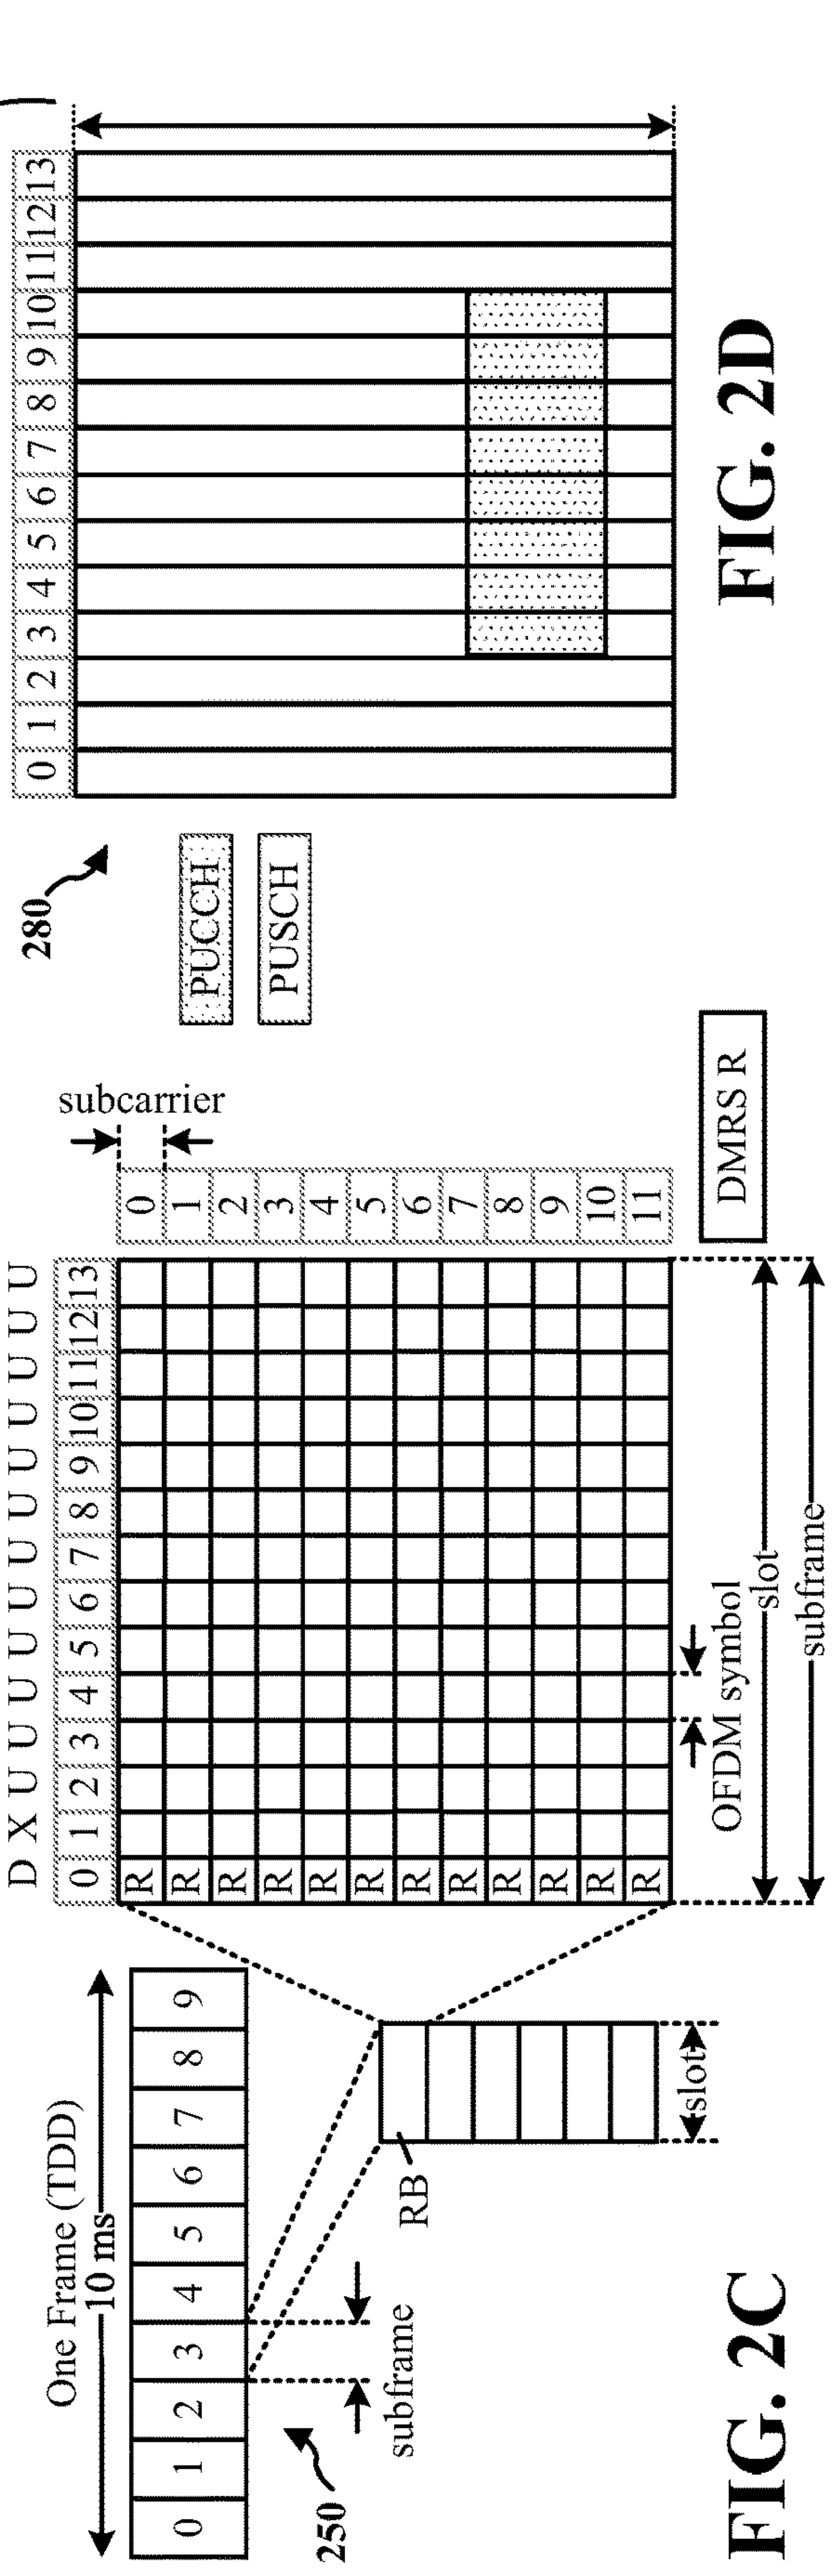 One Frame (TDD)
10 ms
0 1 2 3 4 5 6 7 8 9
250
subframe
RB
slot
D X U U U U U U U U U U U U
0 1 2 3 4 5 6 7 8 9 10 11 12 13
R
R
R
R
R
R
R
R
R
R
R
R
subcarrier
0
1
2
3
4
5
6
7
8
9
10
11
OFDM symbol
slot
subframe
DMRS R
FIG. 2C
280
PUCCH
PUSCH
0 1 2 3 4 5 6 7 8 9 10 11 12 13
FIG. 2D